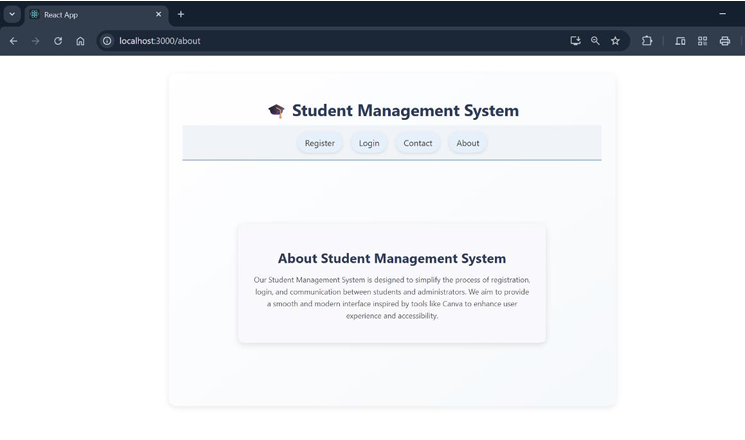 React App
localhost:3000/about
Student Management System
Register Login Contact About
About Student Management System
Our Student Management System is designed to simplify the process of registration,
login, and communication between students and administrators. We aim to provide
a smooth and modern interface inspired by tools like Canva to enhance user
experience and accessibility.